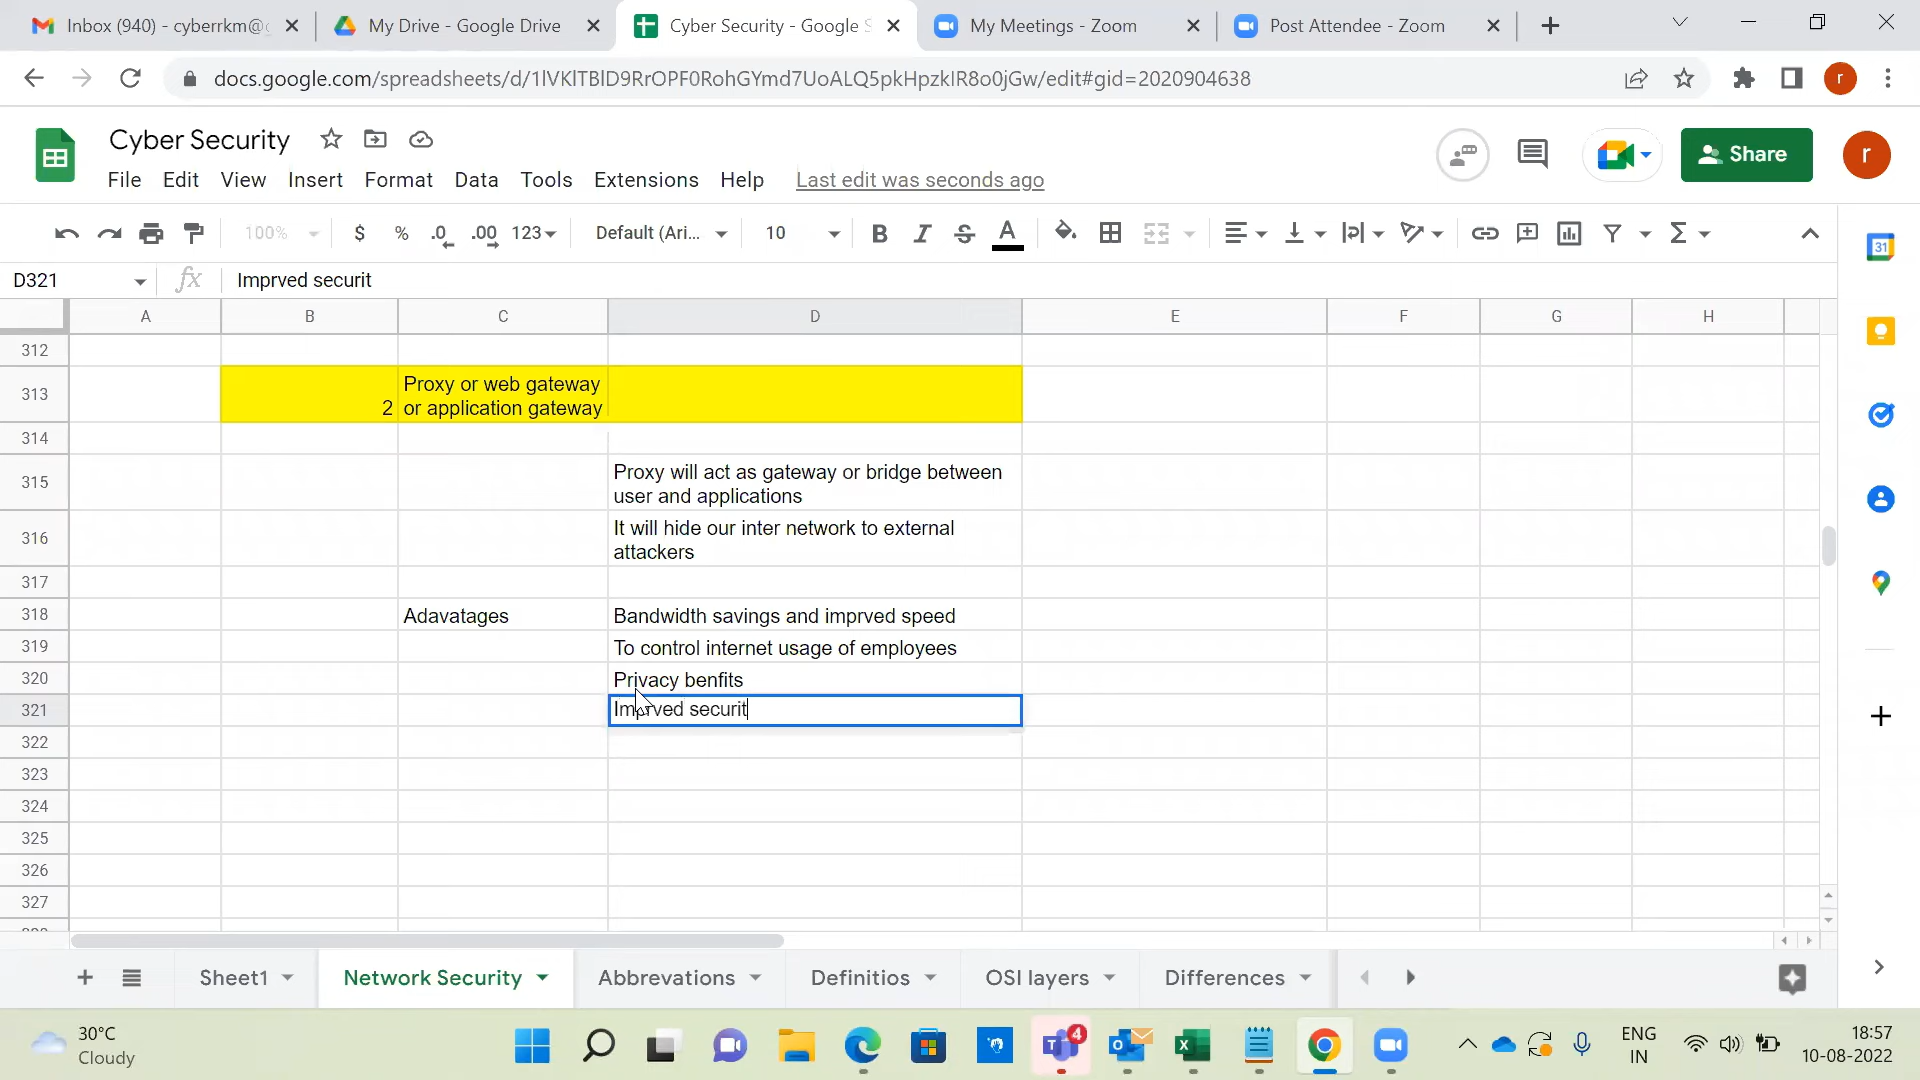 Inbox (940) - cyberrkm@g
My Drive - Google Drive
Cyber Security - Google S
My Meetings - Zoom
Post Attendee - Zoom
docs.google.com/spreadsheets/d/1lVKlTBlD9RrOPF0RohGYmd7UoALQ5pkHpzkIR8o0jGw/edit#gid=2020904638
r
Cyber Security
Share
r
File Edit View Insert Format Data Tools Extensions Help Last edit was seconds ago
100% $ % .0 .00 123 Default (Ari... 10 B I S A
31
D321 fx Imprved securit
A B C D E F G H
312
313 2 Proxy or web gateway
or application gateway
314
315 Proxy will act as gateway or bridge between
user and applications
316 It will hide our inter network to external
attackers
317
318 Adavatages Bandwidth savings and imprved speed
319 To control internet usage of employees
320 Privacy benfits
321 Imprved securit
322
323
324
325
326
327
Sheet1 Network Security Abbrevations Definitios OSI layers Differences
30°C
Cloudy
4
ENG
IN
18:57
10-08-2022